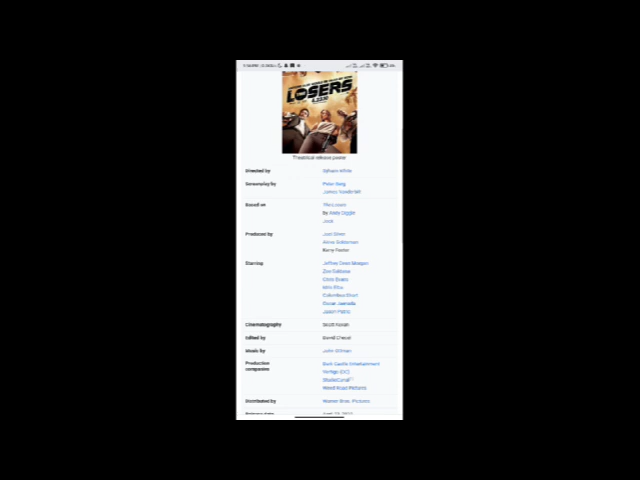 LOSERS
Theatrical release poster
Directed by
Sylvain White
Screenplay by
Peter Berg
James Vanderbilt
Based on
The Losers
by Andy Diggle
Jock
Produced by
Joel Silver
Akiva Goldsman
Kerry Foster
Starring
Jeffrey Dean Morgan
Zoe Saldana
Chris Evans
Idris Elba
Columbus Short
Óscar Jaenada
Jason Patric
Cinematography
Scott Kevan
Edited by
David Checel
Music by
John Ottman
Production
companies
Dark Castle Entertainment
Vertigo (DC)
StudioCanal
Weed Road Pictures
Distributed by
Warner Bros. Pictures
Release date